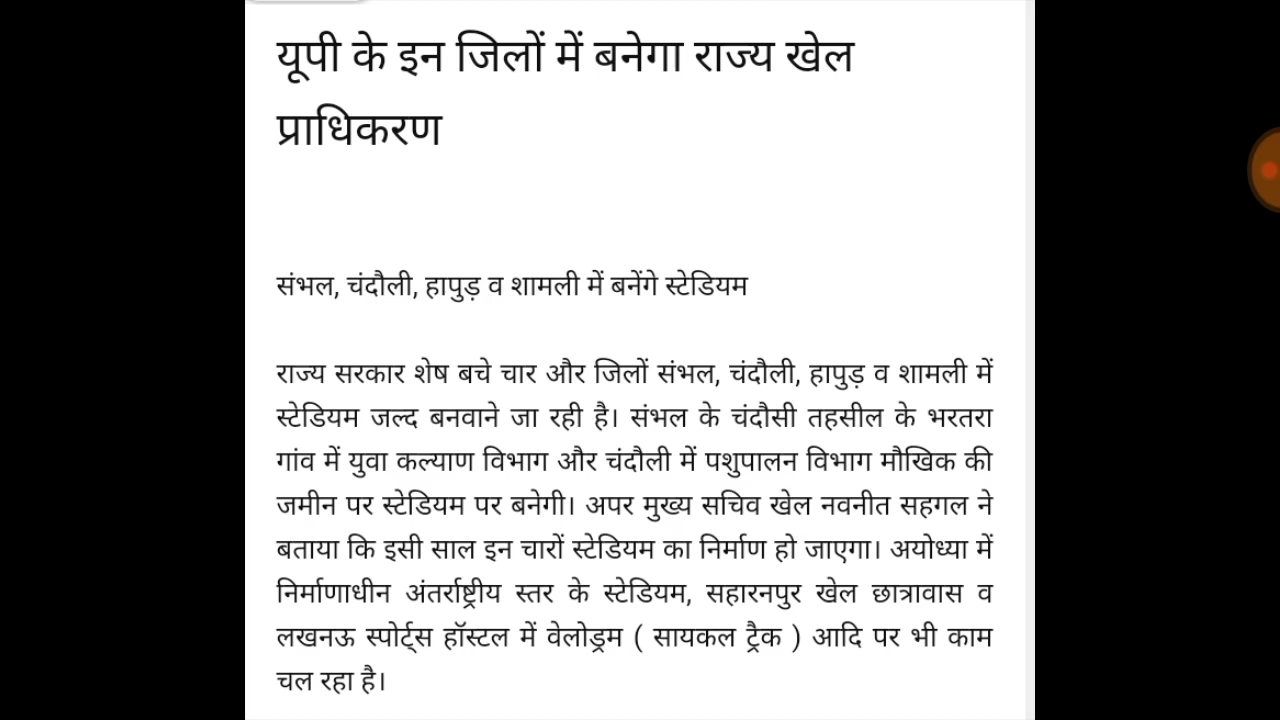 यूपी के इन जिलों में बनेगा राज्य खेल
प्राधिकरण
संभल, चंदौली, हापुड़ व शामली में बनेंगे स्टेडियम
राज्य सरकार शेष बचे चार और जिलों संभल, चंदौली, हापुड़ व शामली में
स्टेडियम जल्द बनवाने जा रही है। संभल के चंदौसी तहसील के भरतरा
गांव में युवा कल्याण विभाग और चंदौली में पशुपालन विभाग मौखिक की
जमीन पर स्टेडियम पर बनेगी। अपर मुख्य सचिव खेल नवनीत सहगल ने
बताया कि इसी साल इन चारों स्टेडियम का निर्माण हो जाएगा। अयोध्या में
निर्माणाधीन अंतर्राष्ट्रीय स्तर के स्टेडियम, सहारनपुर खेल छात्रावास व
लखनऊ स्पोर्ट्स हॉस्टल में वेलोड्रम ( सायकल ट्रैक ) आदि पर भी काम
चल रहा है।